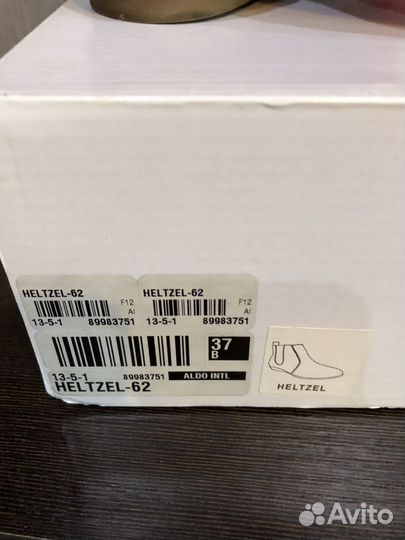 HELTZEL-62
F12
AI
13-5-1 89983751
HELTZEL-62
F12
AI
13-5-1 89983751
37
B
13-5-1 89983751 ALDO INTL
HELTZEL-62
HELTZEL
Avito